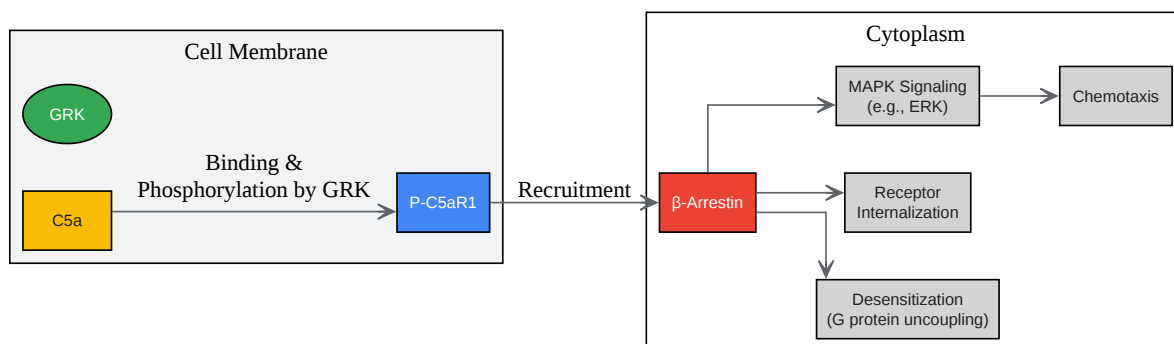 Cell Membrane
GRK
Binding &
Phosphorylation by GRK
C5a
P-C5aR1
Recruitment
Cytoplasm
MAPK Signaling
(e.g., ERK)
Chemotaxis
β-Arrestin
Receptor
Internalization
Desensitization
(G protein uncoupling)